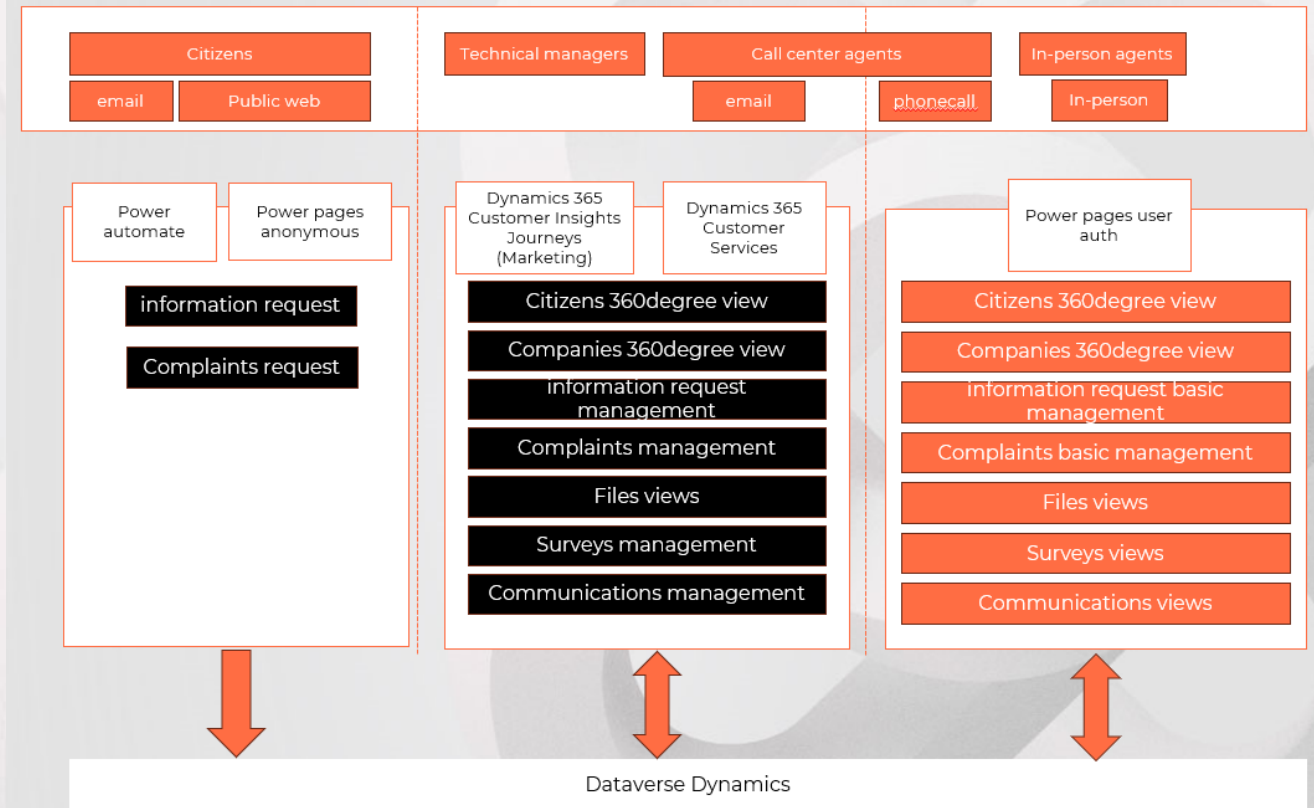 Citizens
Technical managers
Call center agents
In-person agents
email
Public web
email
phonecall
In-person
Power
automate
Power pages
anonymous
Dynamics 365
Customer Insights
Journeys
(Marketing)
Dynamics 365
Customer
Services
Power pages user
auth
information request
Complaints request
Citizens 360degree view
Companies 360degree view
information request
management
Complaints management
Files views
Surveys management
Communications management
Citizens 360degree view
Companies 360degree view
information request basic
management
Complaints basic management
Files views
Surveys views
Communications views
Dataverse Dynamics